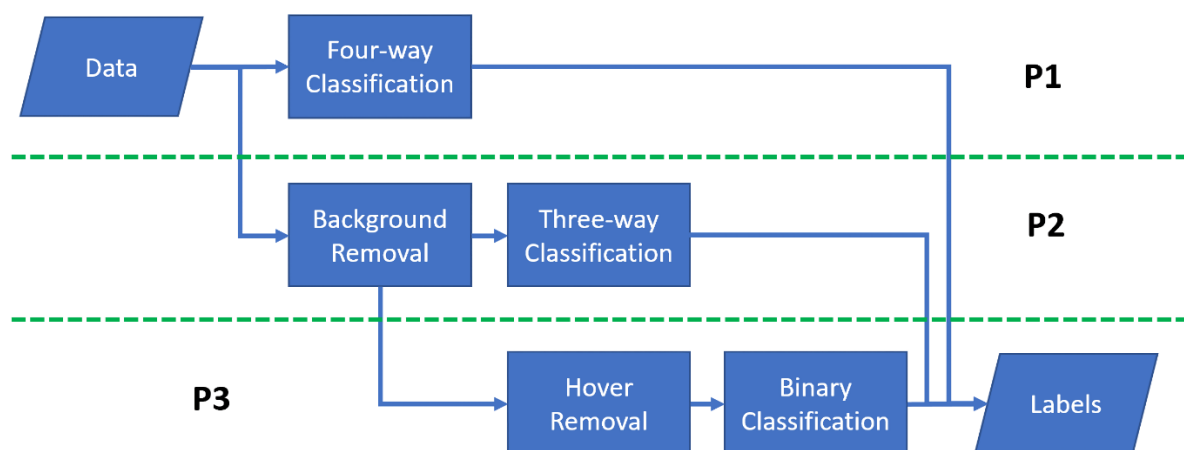 Data
Four-way
Classification
P1
Background
Removal
Three-way
Classification
P2
P3
Hover
Removal
Binary
Classification
Labels